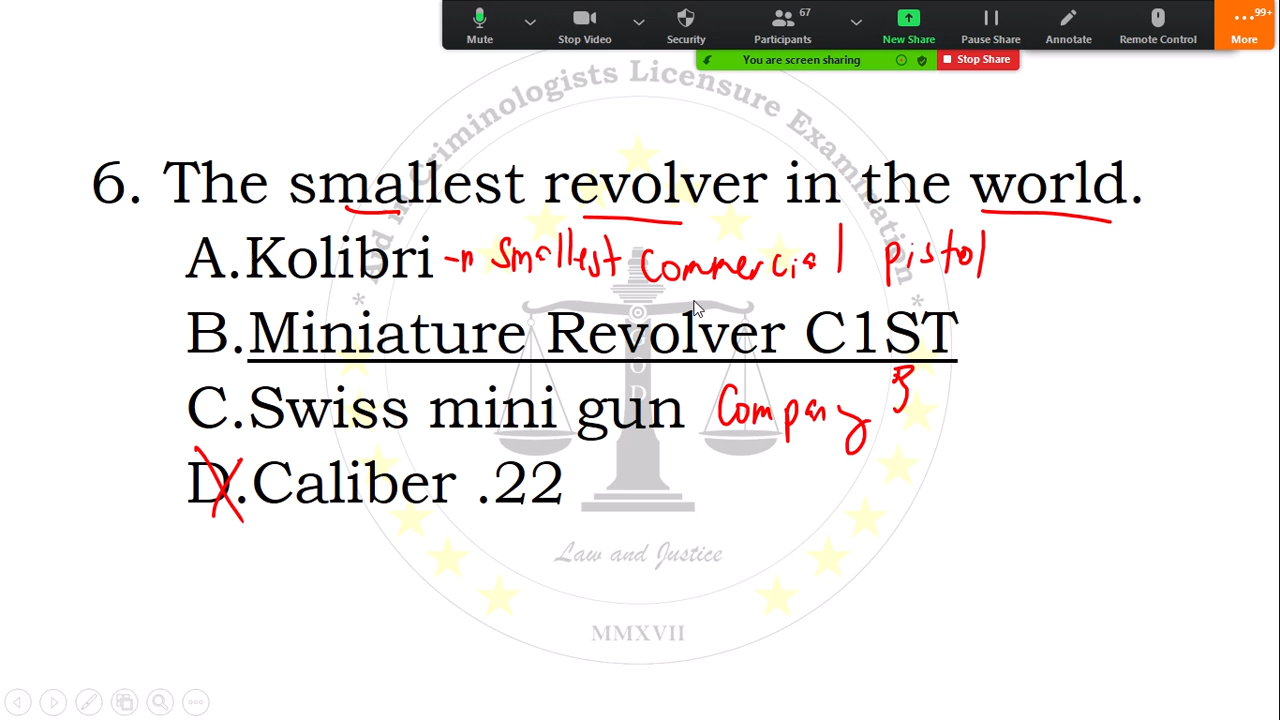 67
99+
Mute
Stop Video
Security
Participants
New Share
Pause Share
Annotate
Remote Control
More
You are screen sharing
Stop Share
Criminologists Licensure Examination
6. The smallest revolver in the world.
A.Kolibri smallest commercial pistol
B.Miniature Revolver C1ST
C.Swiss mini gun company
D.Caliber .22
Law and Justice
MMXVII